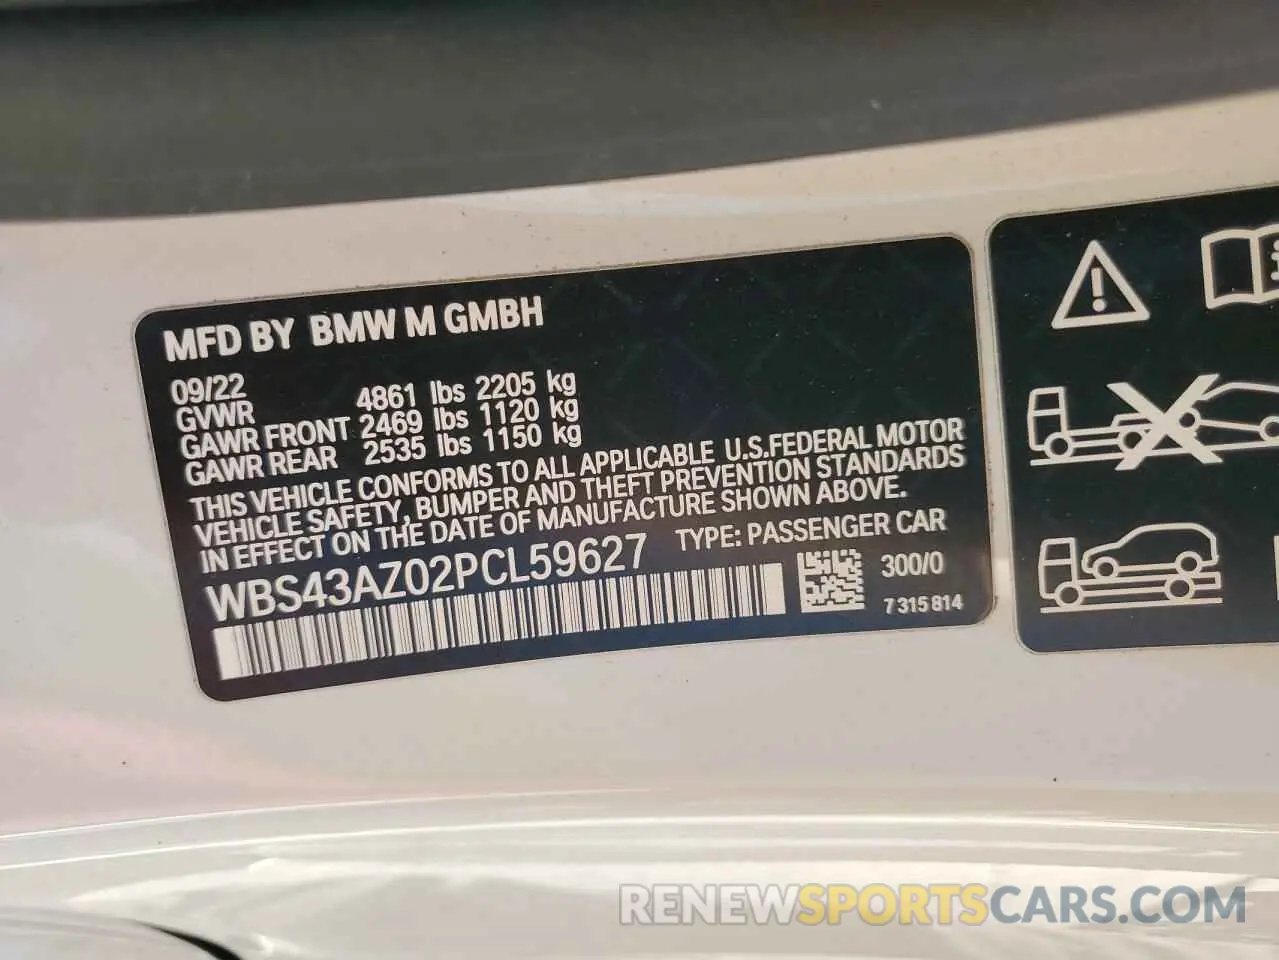 MFD BY BMW M GMBH
09/22
GVWR 4861 lbs 2205 kg
GAWR FRONT 2469 lbs 1120 kg
GAWR REAR 2535 lbs 1150 kg
THIS VEHICLE CONFORMS TO ALL APPLICABLE U.S.FEDERAL MOTOR
VEHICLE SAFETY, BUMPER AND THEFT PREVENTION STANDARDS
IN EFFECT ON THE DATE OF MANUFACTURE SHOWN ABOVE.
WBS43AZ02PCL59627 TYPE: PASSENGER CAR
300/0
7 315 814
RENEWSPORTSCARS.COM